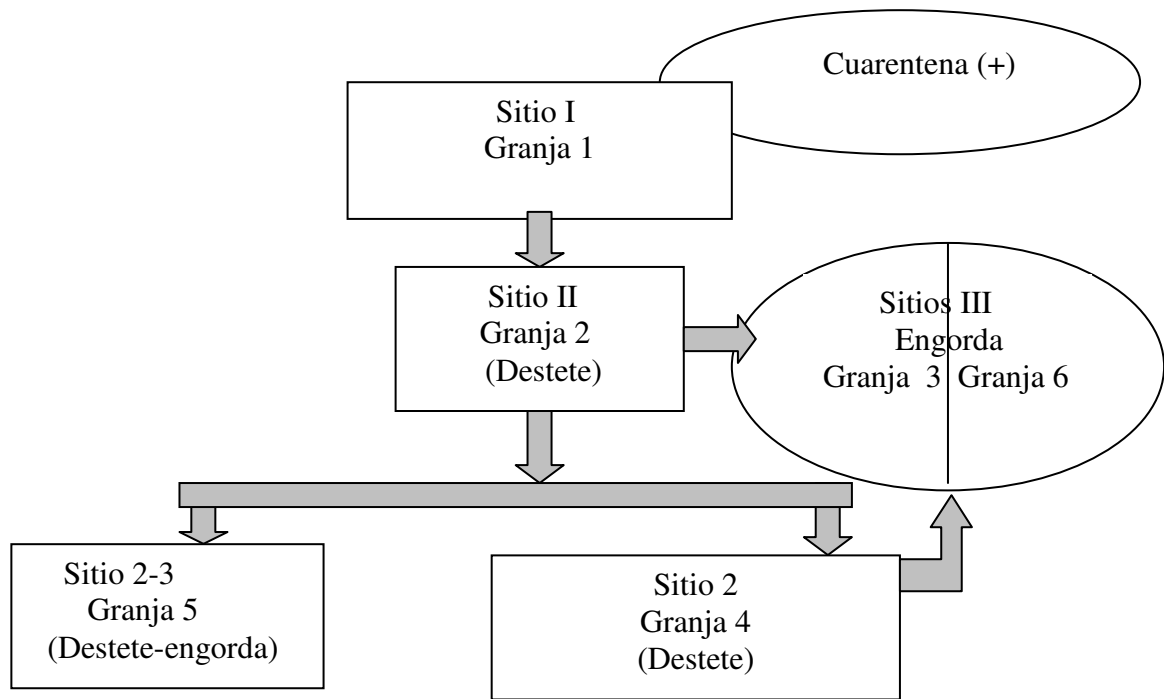 Cuarentena (+)
Sitio I
Granja 1
Sitio II
Granja 2
(Destete)
Sitios III
Engorda
Granja 3 Granja 6
Sitio 2-3
Granja 5
(Destete-engorda)
Sitio 2
Granja 4
(Destete)